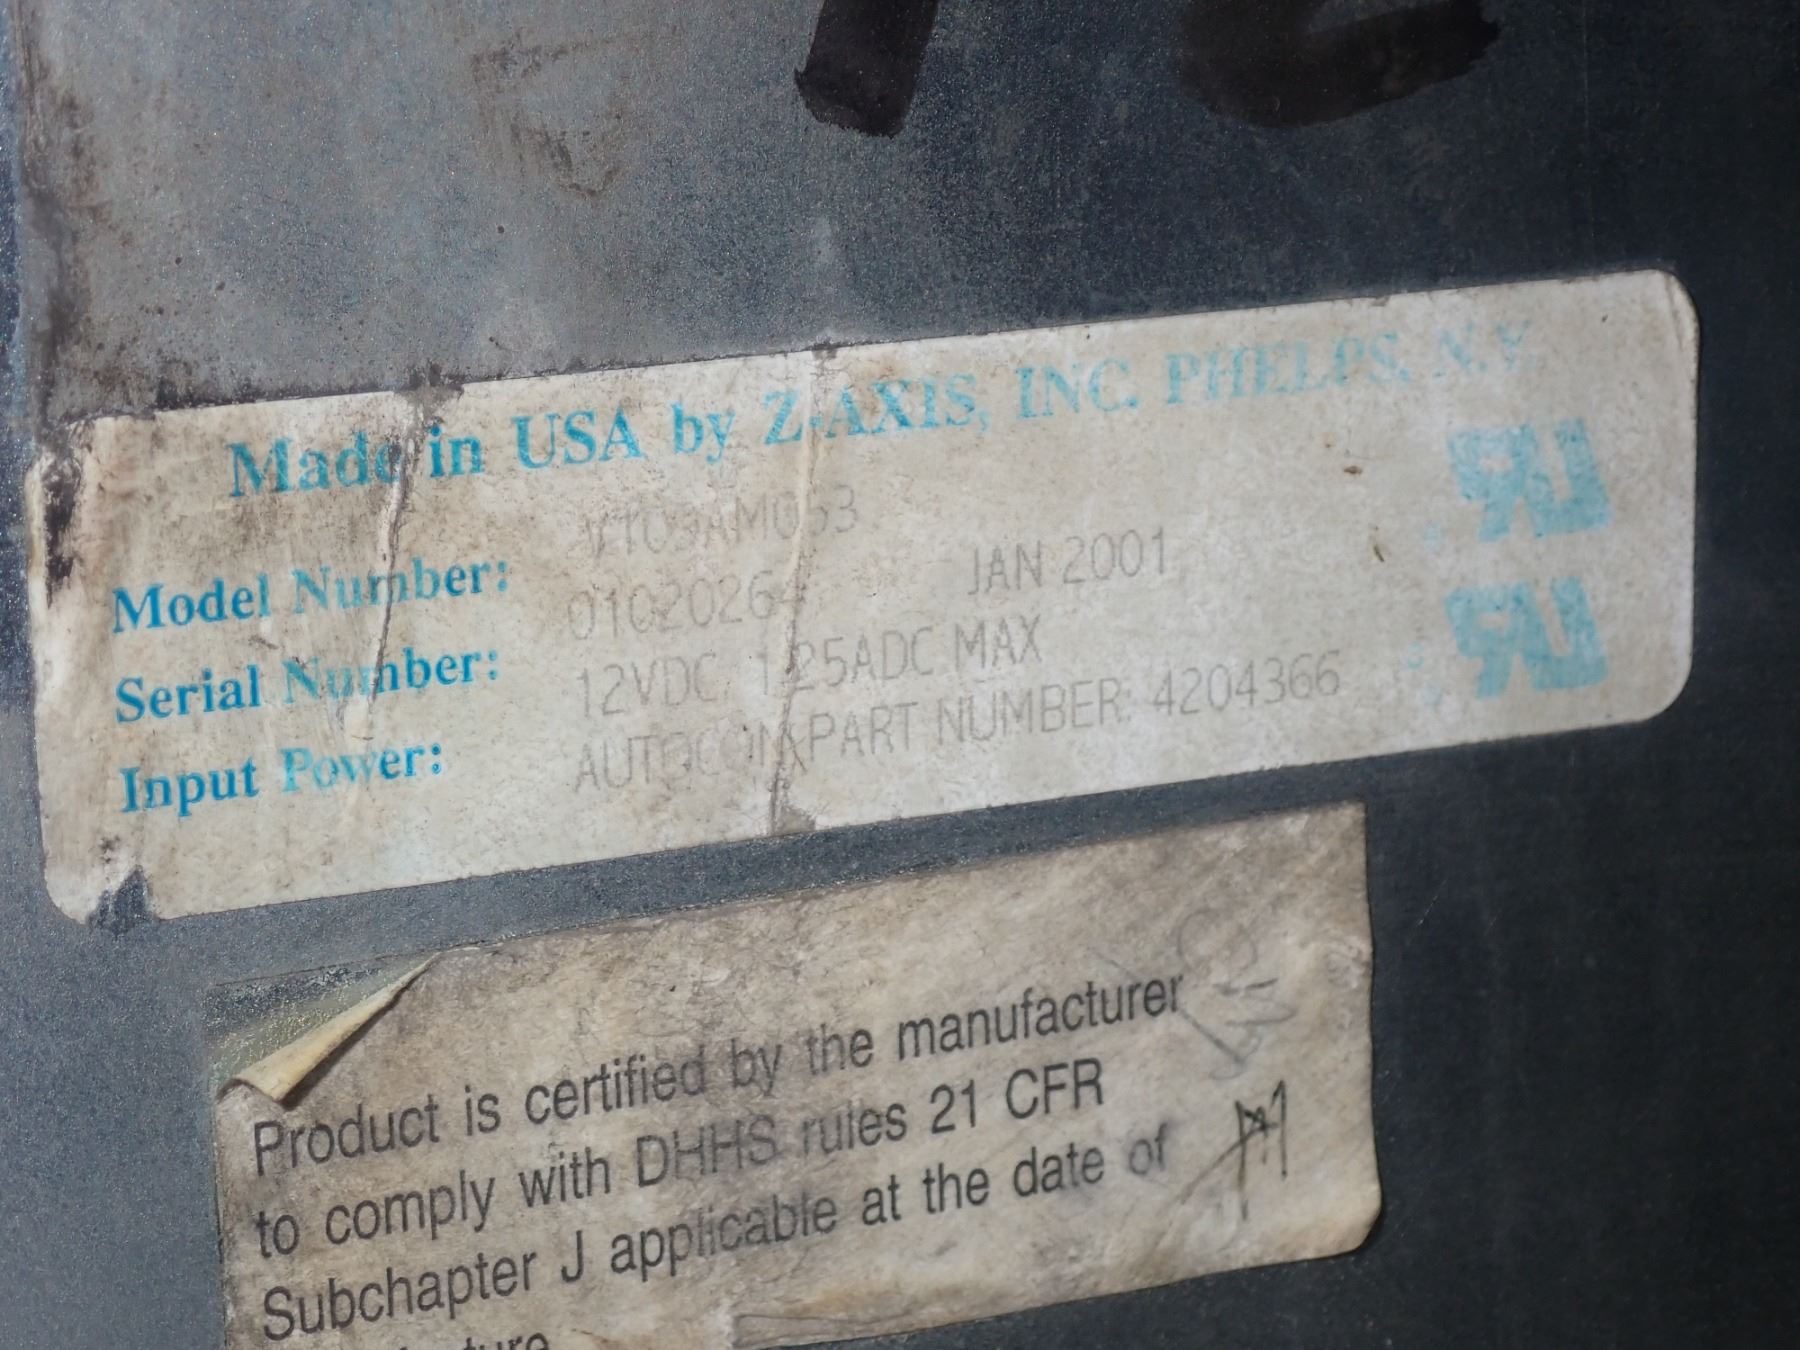 Made in USA by Z-AXIS, INC. PHELPS, N.Y.
Model Number:
Serial Number: JAN 2001
Input Power: 12VDC, 1.25ADC MAX
PART NUMBER: 4204366
Product is certified by the manufacturer
to comply with DHHS rules 21 CFR
Subchapter J applicable at the date of